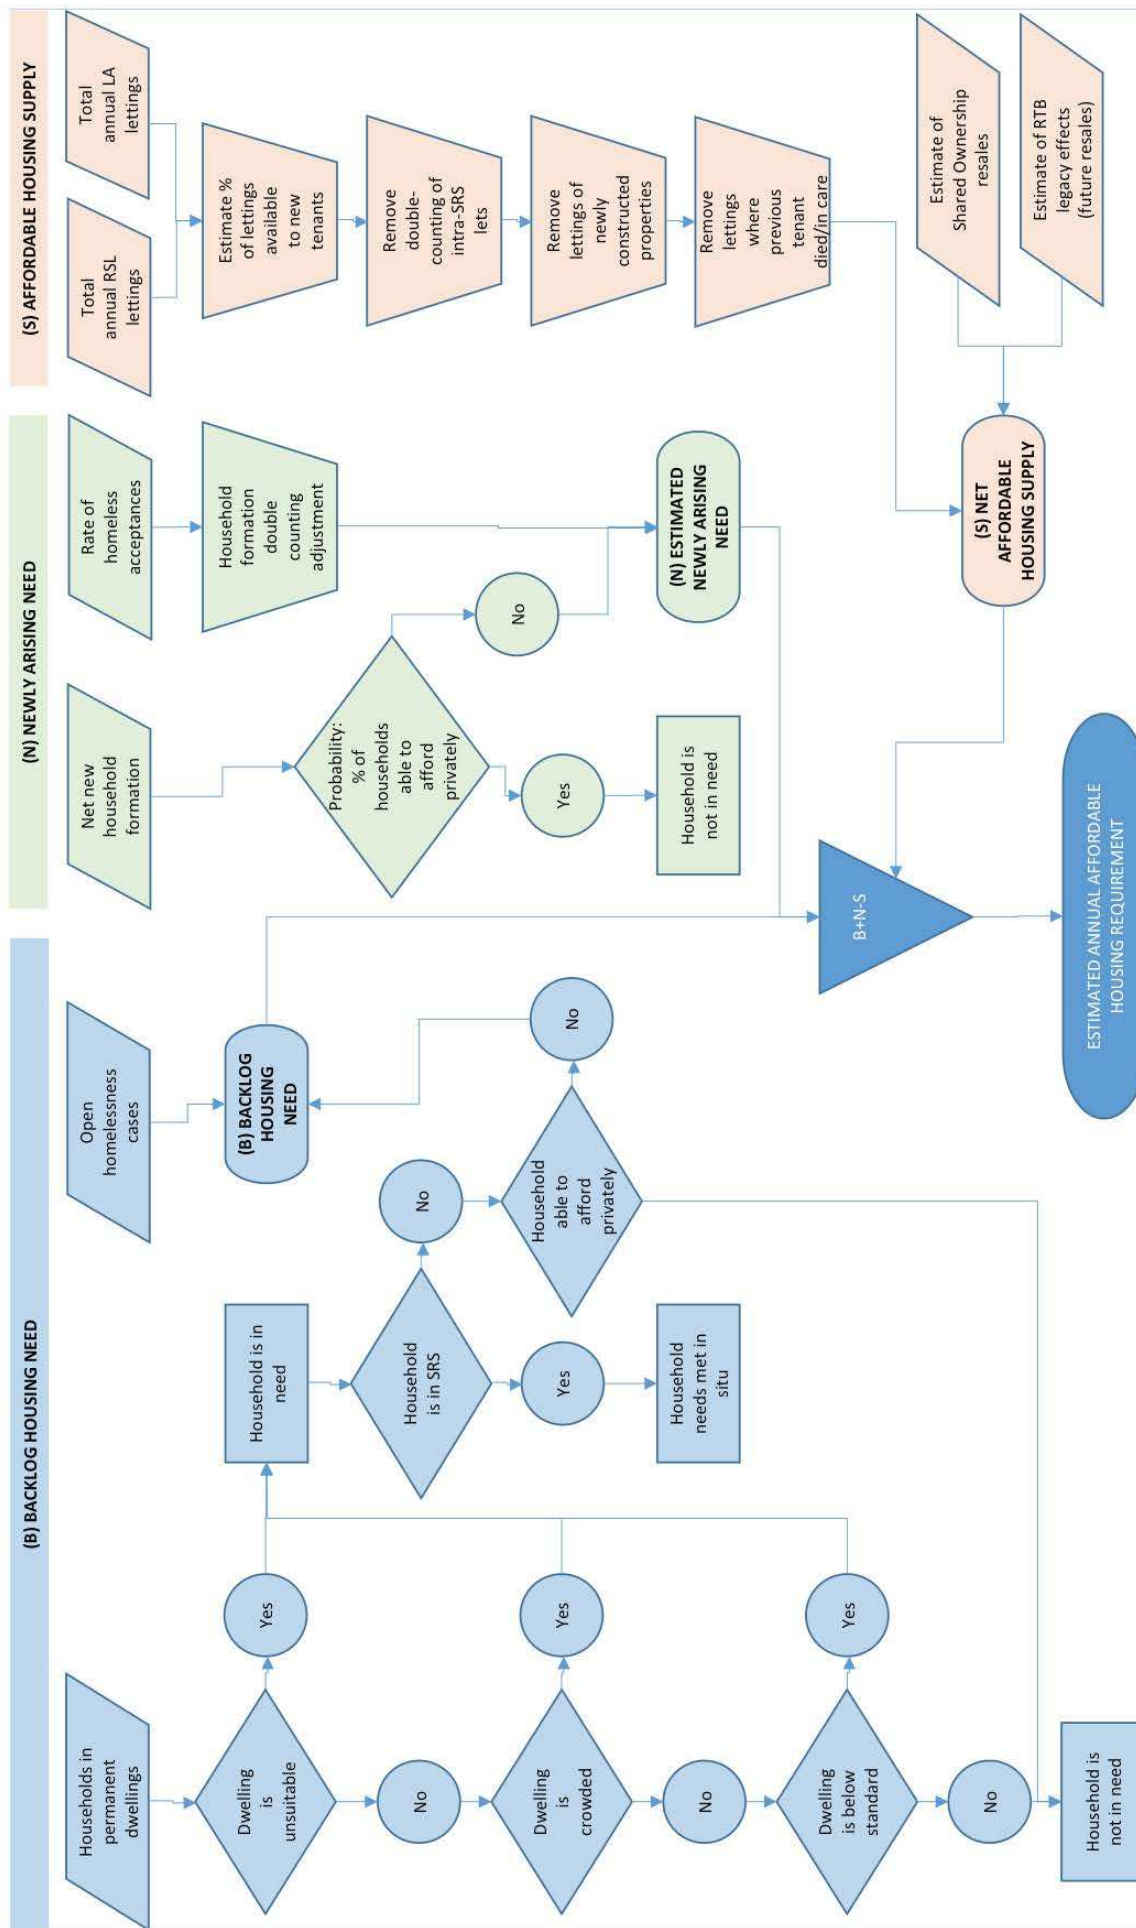 (B) BACKLOG HOUSING NEED
Households in
permanent
dwellings
Dwelling
is
unsuitable
Yes
No
Dwelling
is
crowded
Yes
No
Dwelling
is below
standard
Yes
No
Household is
not in need
Household is in
need
Household
is in SRS
No
Yes
Household
needs met in
situ
Household
able to
afford
privately
No
Open
homelessness
cases
(B) BACKLOG
HOUSING
NEED
(N) NEWLY ARISING NEED
Net new
household
formation
Probability:
% of
households
able to
afford
privately
No
Yes
Household is
not in need
Rate of
homeless
acceptances
Household
formation
double
counting
adjustment
(N) ESTIMATED
NEWLY ARISING
NEED
(S) AFFORDABLE HOUSING SUPPLY
Total
annual RSL
lettings
Total
annual LA
lettings
Estimate %
of lettings
available
to new
tenants
Remove
double-
counting of
intra-SRS
lets
Remove
lettings of
newly
constructed
properties
Remove
lettings
where
previous
tenant
died/in care
Estimate of
Shared Ownership
resales
Estimate of RTB
legacy effects
(future resales)
(S) NET
AFFORDABLE
HOUSING SUPPLY
B+N-S
ESTIMATED ANNUAL AFFORDABLE
HOUSING REQUIREMENT